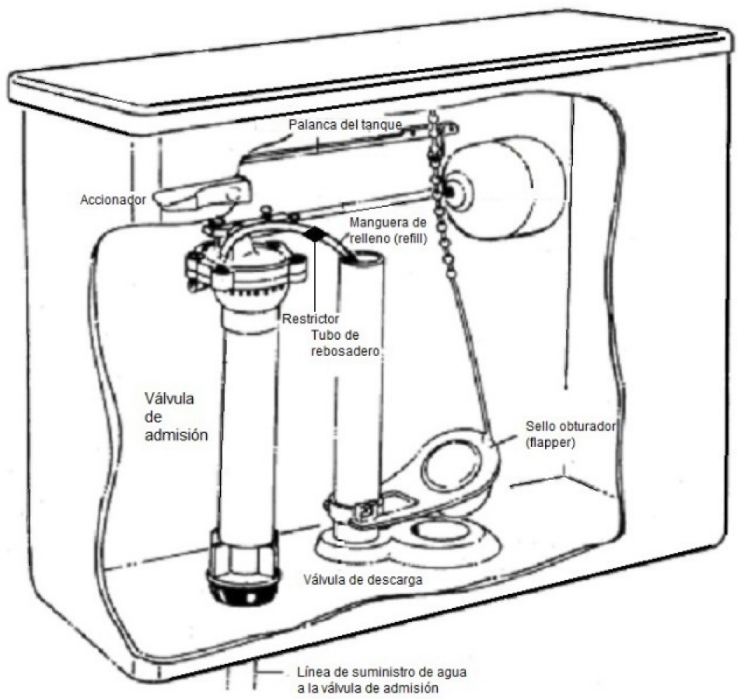 Palanca del tanque
Accionador
Manguera de
relleno (refill)
Restrictor
Tubo de
rebosadero
Válvula
de
admisión
Sello obturador
(flapper)
Válvula de descarga
Línea de suministro de agua
a la válvula de admisión